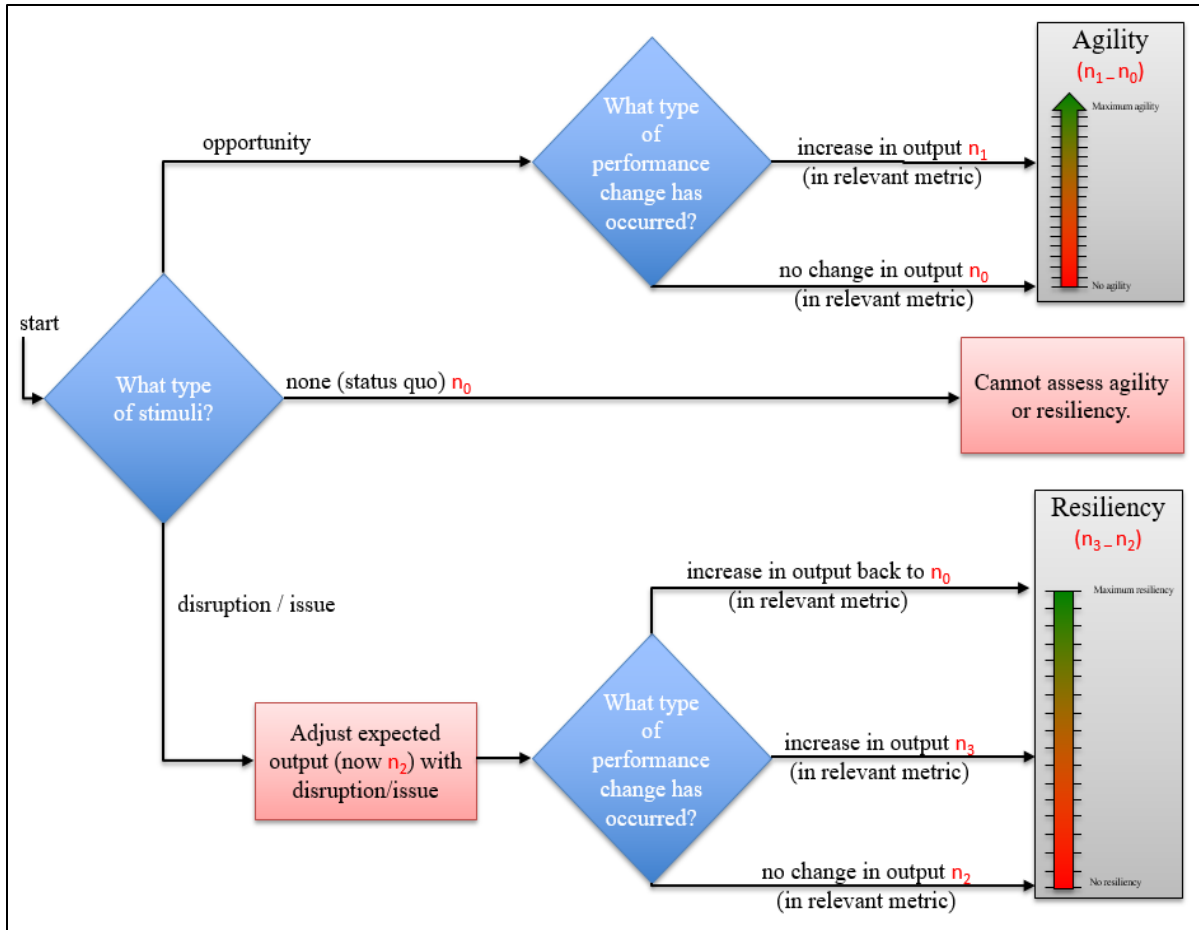 start
What type
of stimuli?
opportunity
What type
of
performance
change has
occurred?
increase in output n₁
(in relevant metric)
no change in output n₀
(in relevant metric)
Agility
(n₁ – n₀)
Maximum agility
No agility
none (status quo) n₀
Cannot assess agility
or resiliency.
disruption / issue
Adjust expected
output (now n₂) with
disruption/issue
What type
of
performance
change has
occurred?
increase in output back to n₀
(in relevant metric)
increase in output n₃
(in relevant metric)
no change in output n₂
(in relevant metric)
Resiliency
(n₃ – n₂)
Maximum resiliency
No resiliency